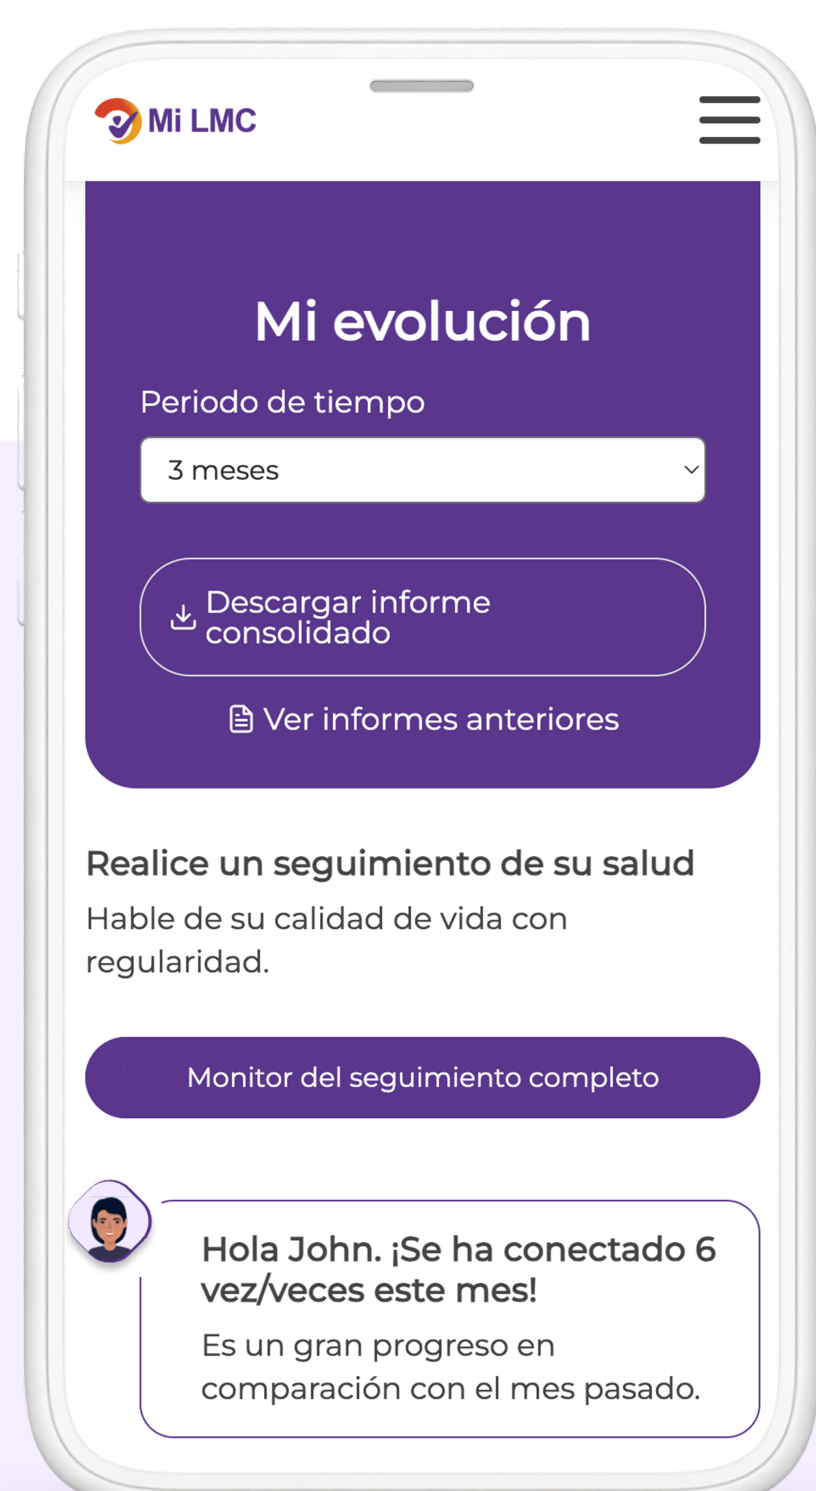 Mi LMC
Mi evolución
Periodo de tiempo
3 meses
Descargar informe
consolidado
Ver informes anteriores
Realice un seguimiento de su salud
Hable de su calidad de vida con
regularidad.
Monitor del seguimiento completo
Hola John. ¡Se ha conectado 6
vez/veces este mes!
Es un gran progreso en
comparación con el mes pasado.